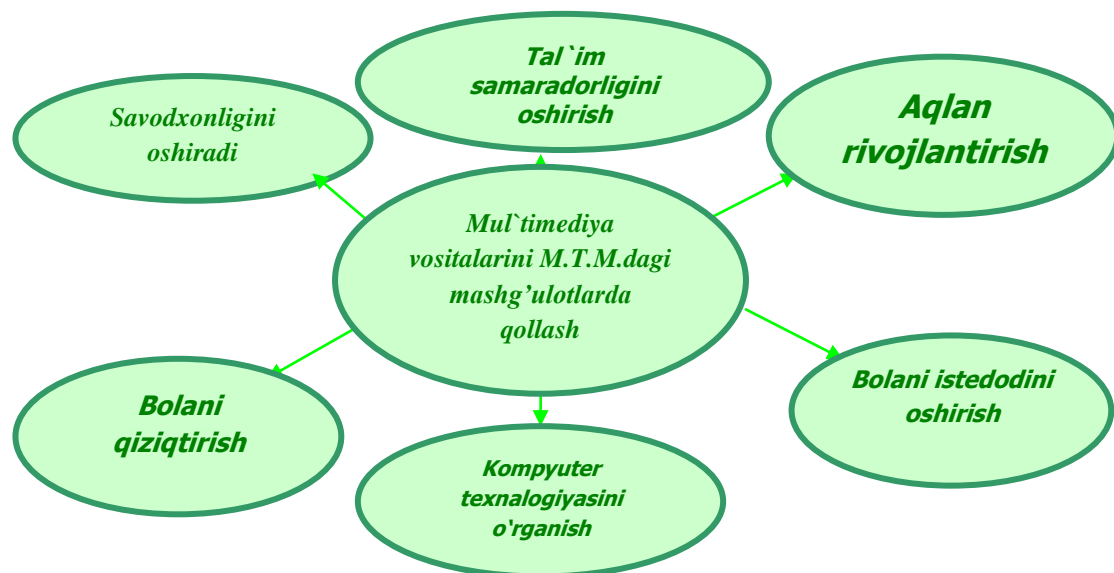 Tal`im
samaradorligini
oshirish
Savodxonligini
oshiradi
Aqlan
rivojlantirish
Mul`timediya
vositalarini M.T.M.dagi
mashg’ulotlarda
qollash
Bolani
qiziqtirish
Bolani istedodini
oshirish
Kompyuter
texnalogiyasini
o‘rganish